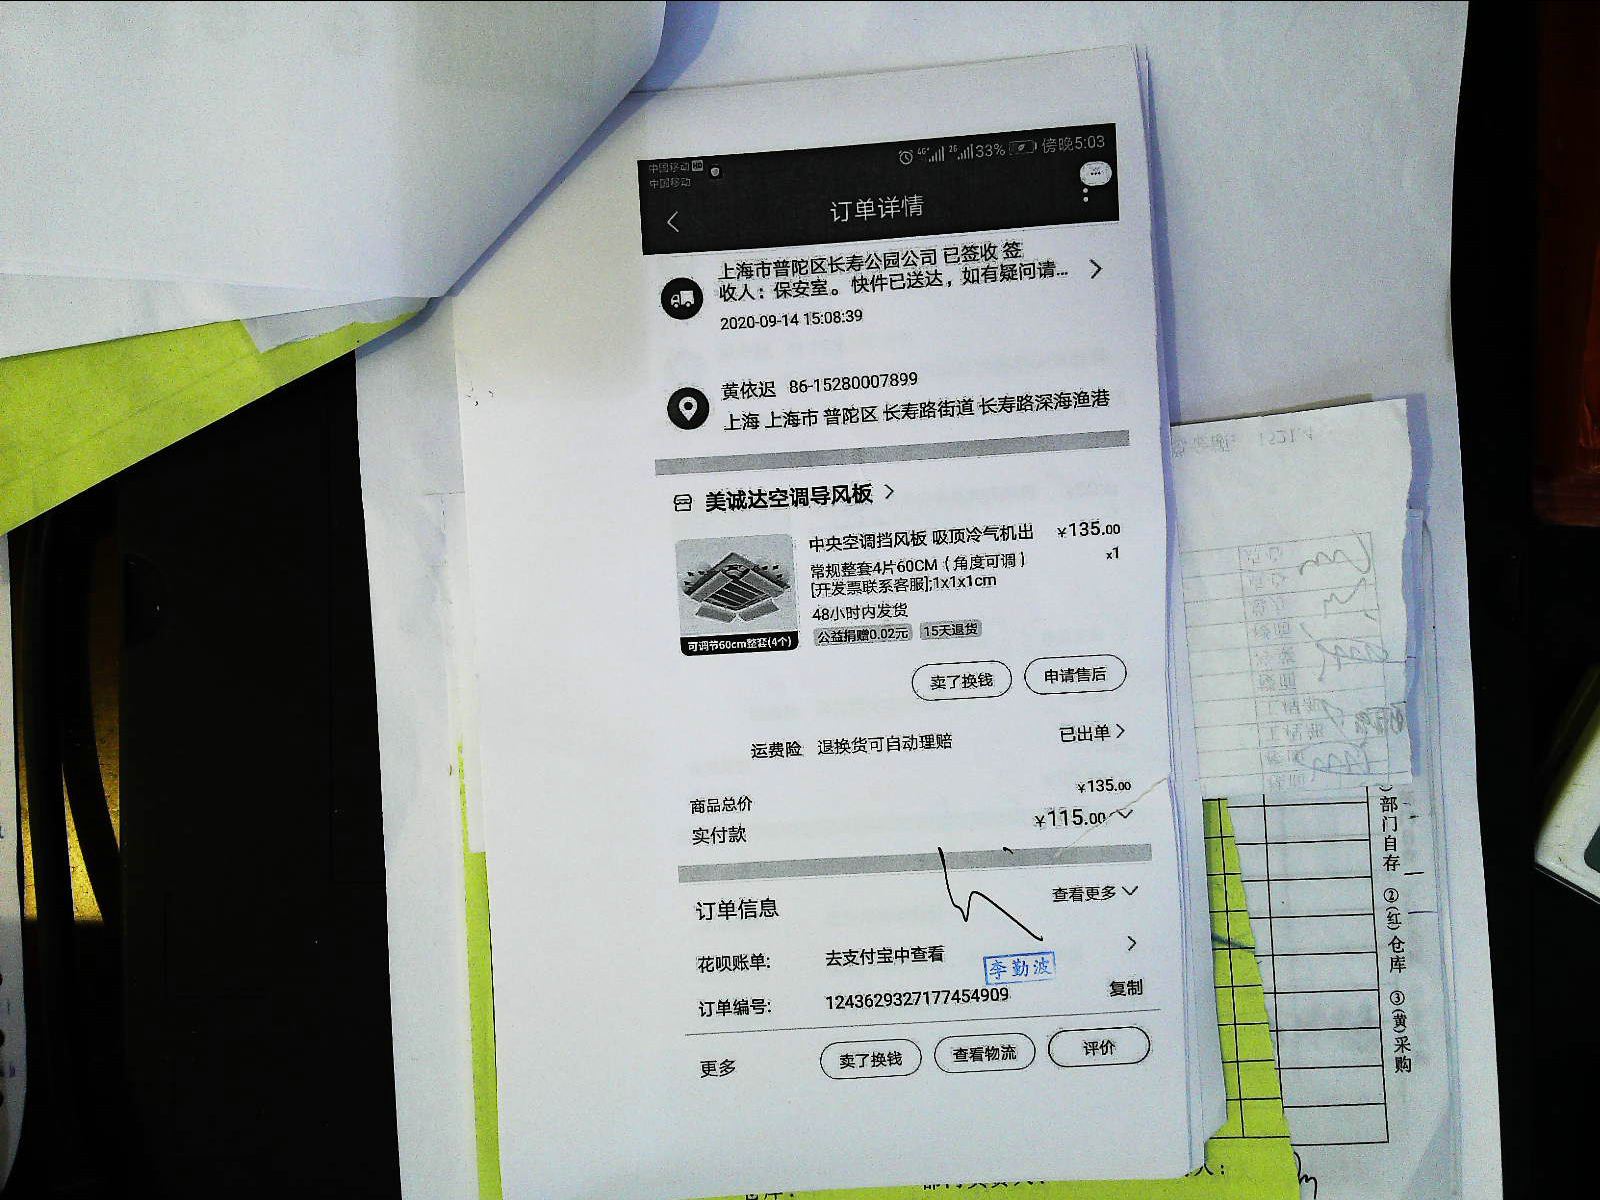 中国移动HD
中国移动
4G+ 2G 33% 傍晚5:03
订单详情
上海市普陀区长寿公园公司 已签收 签
收人：保安室。快件已送达，如有疑问请...
2020-09-14 15:08:39
黄依迟 86-15280007899
上海 上海市 普陀区 长寿路街道 长寿路深海渔港
美诚达空调导风板
中央空调挡风板 吸顶冷气机出 ¥135.00
常规整套4片60CM（角度可调） x1
[开发票联系客服];1x1x1cm
48小时内发货
公益捐赠0.02元 15天退货
可调节60cm整套(4个)
卖了换钱 申请售后
运费险 退换货可自动理赔 已出单
商品总价 ¥135.00
实付款 ¥115.00
订单信息 查看更多
花呗账单: 去支付宝中查看
李勤波
订单编号: 1243629327177454909 复制
更多 卖了换钱 查看物流 评价
部门自存 ②(红)仓库 ③(黄)采购